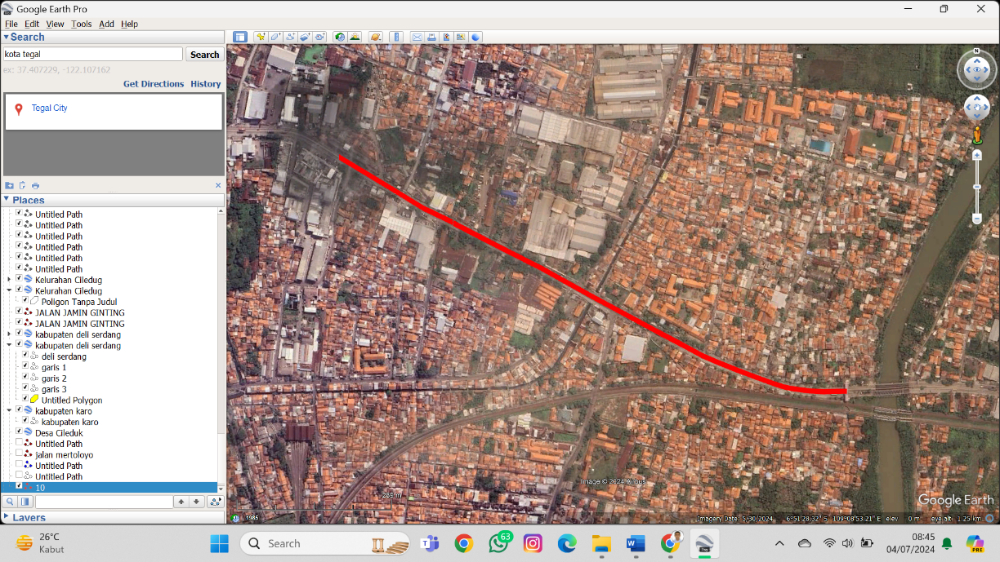 Google Earth Pro
File Edit View Tools Add Help
Search
kota tegal
Search
ex: 37.407229, -122.107162
Get Directions History
Tegal City
Places
Untitled Path
Untitled Path
Untitled Path
Untitled Path
Untitled Path
Untitled Path
Kelurahan Ciledug
Kelurahan Ciledug
Poligon Tanpa Judul
JALAN JAMIN GINTING
JALAN JAMIN GINTING
kabupaten deli serdang
kabupaten deli serdang
deli serdang
garis 1
garis 2
garis 3
Untitled Polygon
kabupaten karo
kabupaten karo
Desa Cileduk
Untitled Path
jalan mertoloyo
Untitled Path
Untitled Path
10
Layers
N
Image © 2024 Airbus
269 m
Google Earth
1985
Imagery Date: 5/30/2024 6°51'28.32" S 109°08'53.21" E elev 0 m eye alt 1.25 km
26°C
Kabut
Search
63
08:45
04/07/2024
PRE